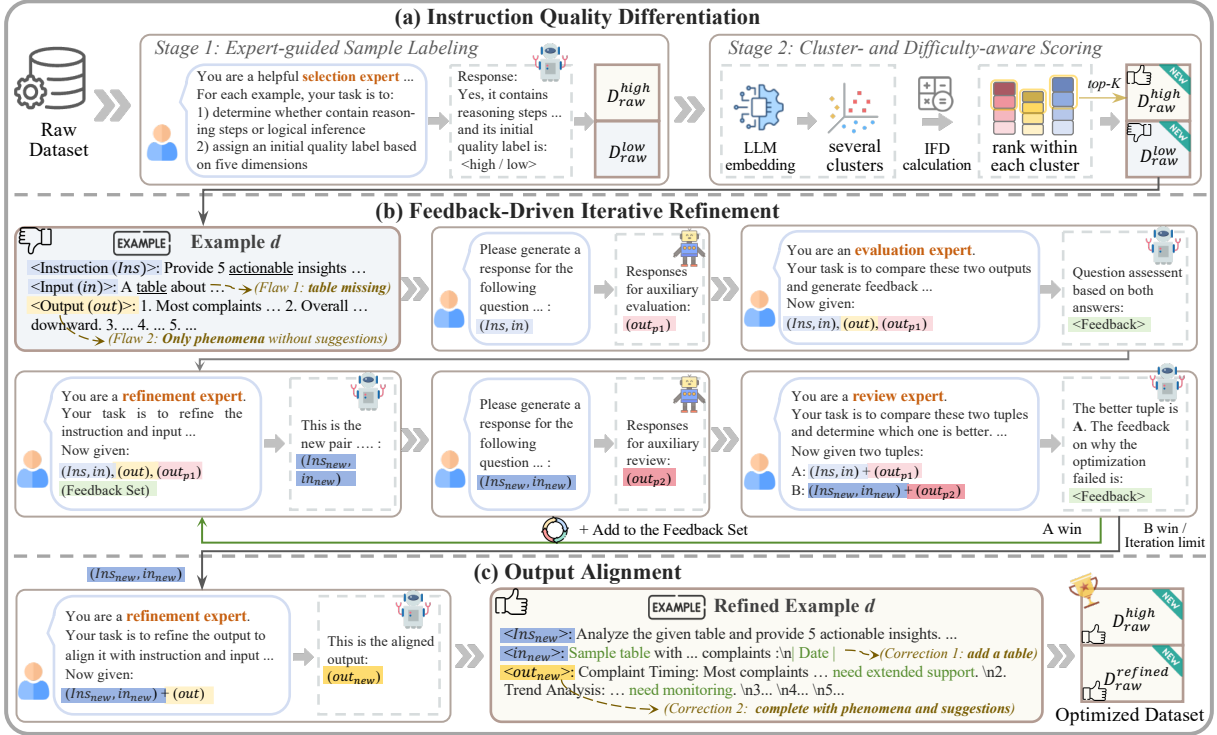 (a) Instruction Quality Differentiation
Raw
Dataset
Stage 1: Expert-guided Sample Labeling
You are a helpful selection expert ...
For each example, your task is to:
1) determine whether contain reaso-
ning steps or logical inference
2) assign an initial quality label based
on five dimensions
Response:
Yes, it contains
reasoning steps ...
and its initial
quality label is:
<high / low>
D_raw^high
D_raw^low
Stage 2: Cluster- and Difficulty-aware Scoring
LLM
embedding
several
clusters
IFD
calculation
rank within
each cluster
top-K
NEW
D_raw^high
NEW
D_raw^low
(b) Feedback-Driven Iterative Refinement
EXAMPLE Example d
<Instruction (Ins)>: Provide 5 actionable insights …
<Input (in)>: A table about … (Flaw 1: table missing)
<Output (out)>: 1. Most complaints … 2. Overall …
downward. 3. ... 4. ... 5. ...
(Flaw 2: Only phenomena without suggestions)
Please generate a
response for the
following
question ... :
(Ins, in)
Responses
for auxiliary
evaluation:
(out_p1)
You are an evaluation expert.
Your task is to compare these two outputs
and generate feedback ...
Now given:
(Ins, in), (out), (out_p1)
Question assessent
based on both
answers:
<Feedback>
You are a refinement expert.
Your task is to refine the
instruction and input ...
Now given:
(Ins, in), (out), (out_p1)
(Feedback Set)
This is the
new pair …. :
(Ins_new,
in_new)
Please generate a
response for the
following
question ... :
(Ins_new, in_new)
Responses
for auxiliary
review:
(out_p2)
You are a review expert.
Your task is to compare these two tuples
and determine which one is better. ...
Now given two tuples:
A: (Ins, in) + (out_p1)
B: (Ins_new, in_new) + (out_p2)
The better tuple is
A. The feedback
on why the
optimization
failed is:
<Feedback>
+ Add to the Feedback Set
A win
B win /
Iteration limit
(Ins_new, in_new)
(c) Output Alignment
You are a refinement expert.
Your task is to refine the output to
align it with instruction and input ...
Now given:
(Ins_new, in_new) + (out)
This is the aligned
output:
(out_new)
EXAMPLE Refined Example d
<Ins_new>: Analyze the given table and provide 5 actionable insights. ...
<in_new>: Sample table with ... complaints :\n| Date | (Correction 1: add a table)
<out_new>: Complaint Timing: Most complaints … need extended support. \n2.
Trend Analysis: … need monitoring. \n3... \n4... \n5...
(Correction 2: complete with phenomena and suggestions)
NEW
D_raw^high
NEW
D_raw^refined
Optimized Dataset